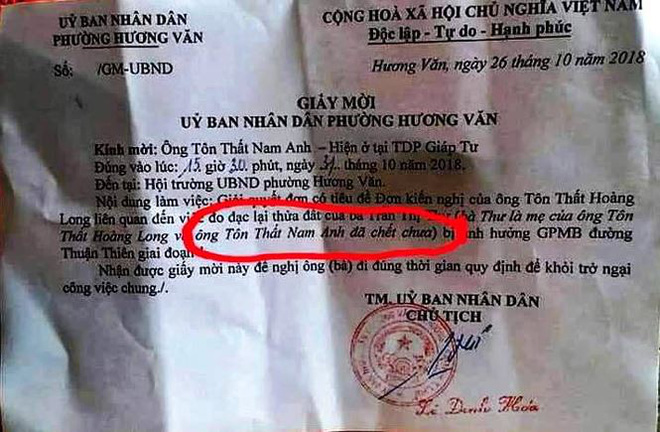 UỶ BAN NHÂN DÂN
PHƯỜNG HƯƠNG VĂN
CỘNG HOÀ XÃ HỘI CHỦ NGHĨA VIỆT NAM
Độc lập - Tự do - Hạnh phúc
Số: /GM-UBND
Hương Văn, ngày 26 tháng 10 năm 2018
GIẤY MỜI
UỶ BAN NHÂN DÂN PHƯỜNG HƯƠNG VĂN
Kính mời: Ông Tôn Thất Nam Anh – Hiện ở tại TDP Giáp Tư
Đúng vào lúc: 15 giờ 30 phút, ngày 31 tháng 10 năm 2018.
Đến tại: Hội trường UBND phường Hương Văn.
Nội dung làm việc: Giải quyết đơn có tiêu đề Đơn kiến nghị của ông Tôn Thất Hoàng
Long liên quan đến việc đo đạc lại thửa đất của bà Trần Thị (bà Thư là mẹ của ông Tôn
Thất Hoàng Long và ông Tôn Thất Nam Anh đã chết chưa) bị ảnh hưởng GPMB đường
Thuận Thiên giai đoạn
Nhận được giấy mời này đề nghị ông (bà) đi đúng thời gian quy định để khỏi trở ngại
công việc chung./.
TM. UỶ BAN NHÂN DÂN
CHỦ TỊCH
Lê Đình Hóa